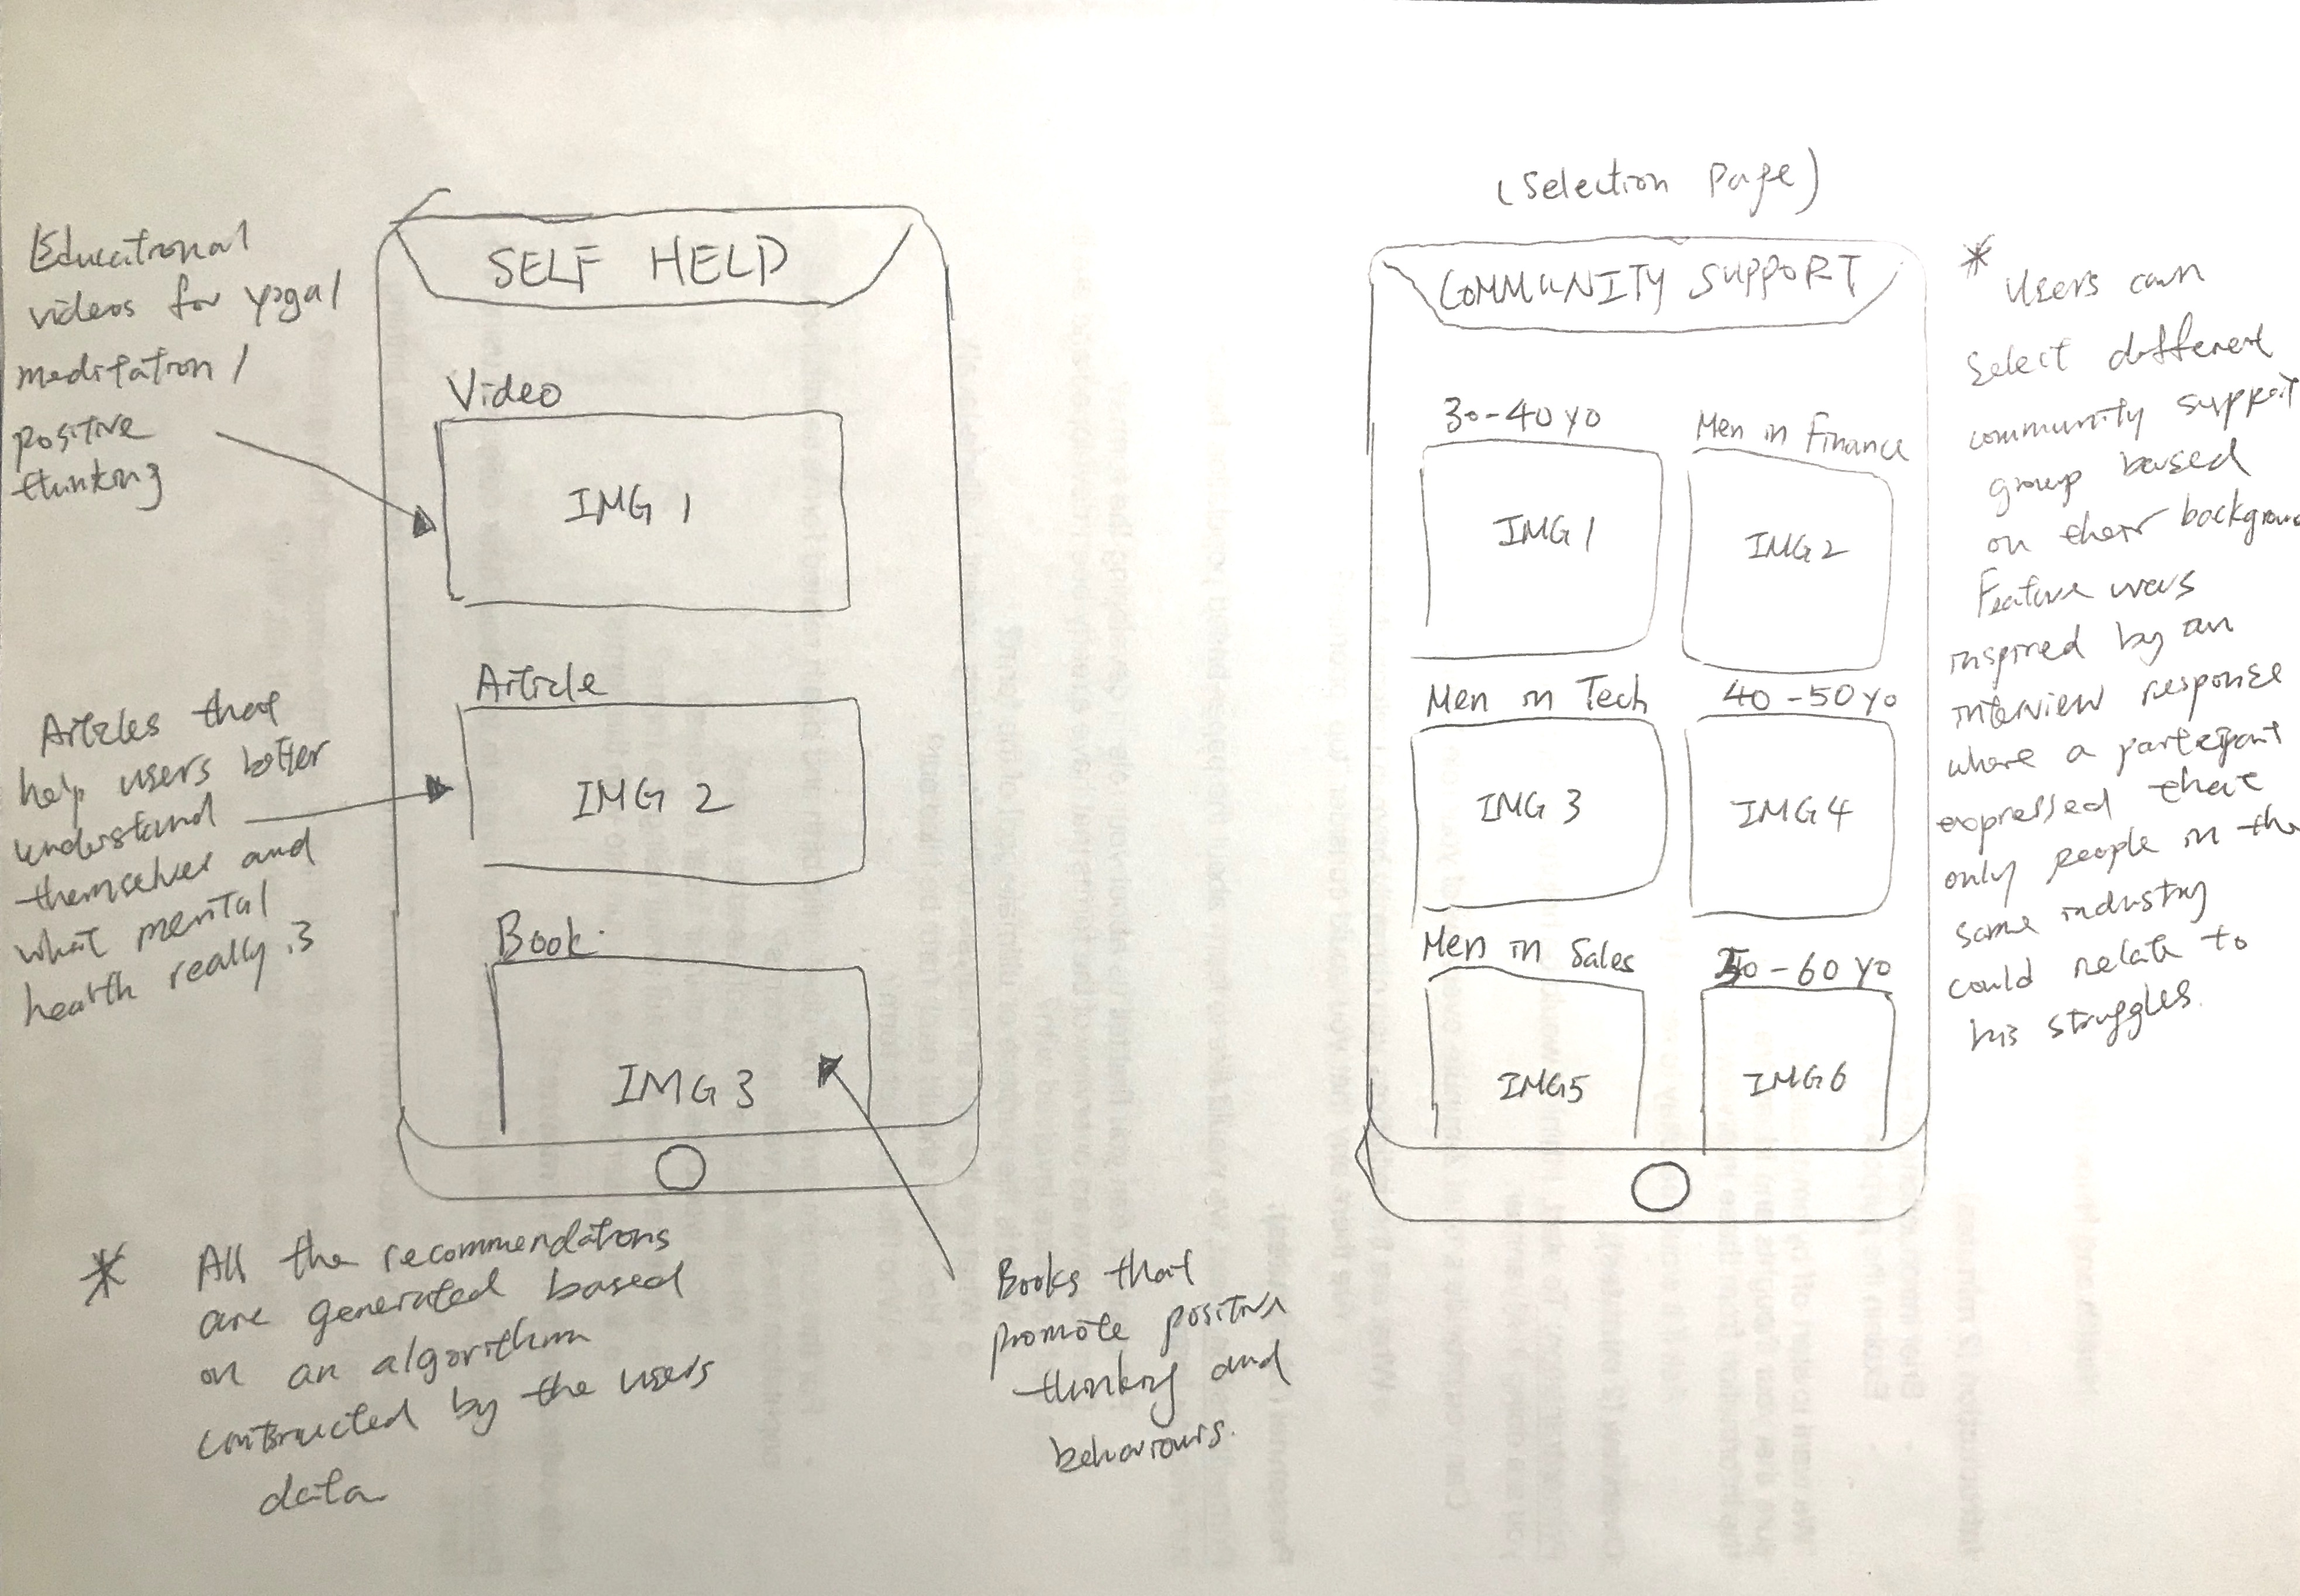 Educational
videos for yoga/
meditation/
positive
thinking
SELF HELP
Video
IMG 1
Articles that
help users better
understand
themselves and
what mental
health really is
Article
IMG 2
Book
IMG 3
* All the recommendations
are generated based
on an algorithm
contructed by the users
data
Books that
promote positive
thinking and
behaviours.
(Selection Page)
COMMUNITY SUPPORT
30-40 yo
Men in Finance
IMG 1
IMG 2
Men in Tech
40-50 yo
IMG 3
IMG 4
Men in Sales
50-60 yo
IMG5
IMG6
* Users can
select different
community support
group based
on their backgroun
Feature was
inspired by an
interview response
where a participant
expressed that
only people in the
same industry
could relate to
his struggles.